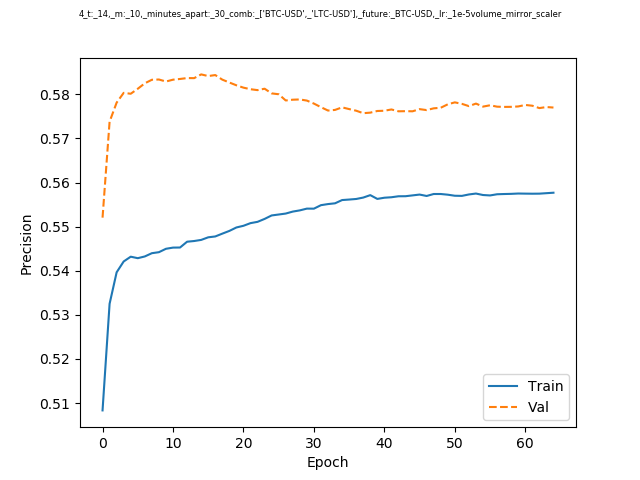 4_t:_14,_m:_10,_minutes_apart:_30_comb:_['BTC-USD',_'LTC-USD'],_future:_BTC-USD,_lr:_1e-5volume_mirror_scaler
0.58
0.57
0.56
0.55
0.54
0.53
0.52
0.51
Precision
0 10 20 30 40 50 60
Epoch
Train
Val